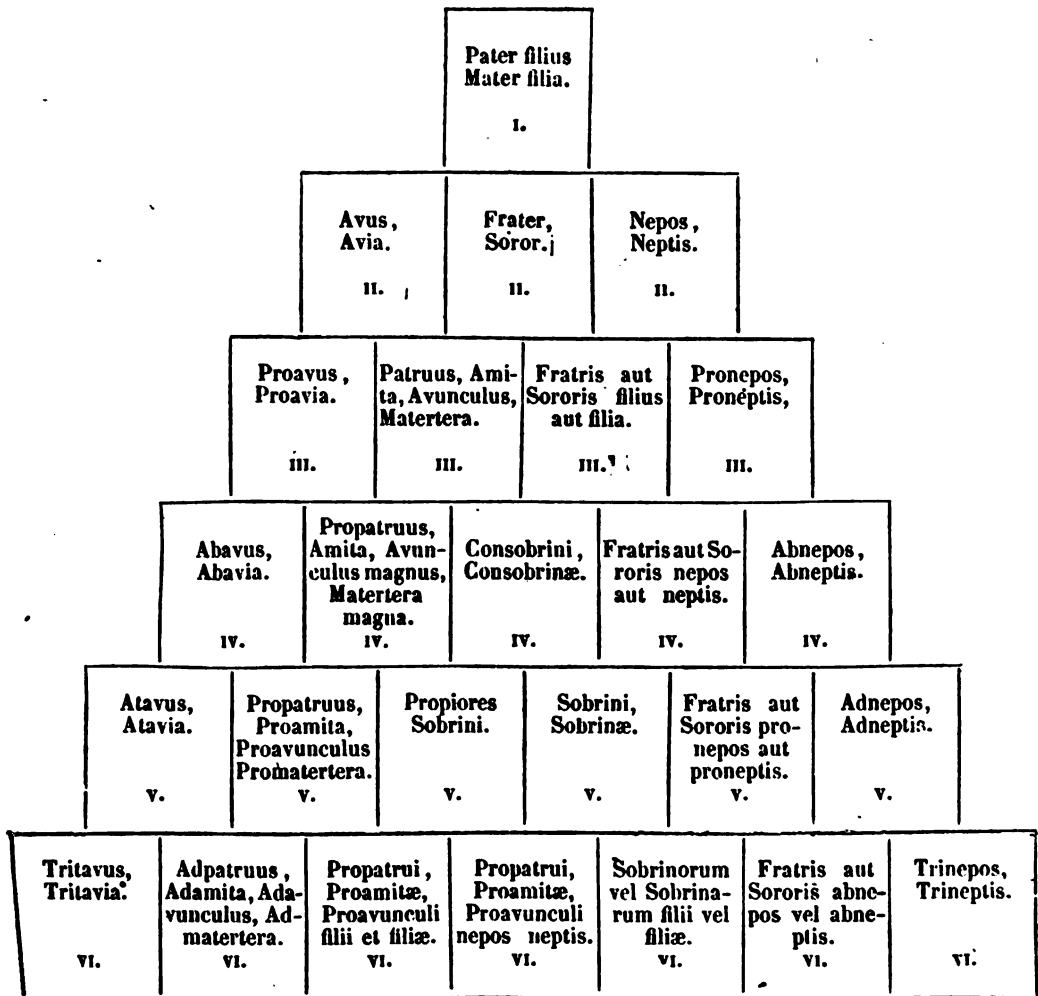 Pater filius
Mater filia.
I.
Avus,
Avia.
II.
Frater,
Soror.
II.
Nepos,
Neptis.
II.
Proavus,
Proavia.
III.
Patruus, Ami-
ta, Avunculus,
Matertera.
III.
Fratris aut
Sororis filius
aut filia.
III.
Pronepos,
Proneptis,
III.
Abavus,
Abavia.
IV.
Propatruus,
Amita, Avun-
culus magnus,
Matertera
magna.
IV.
Consobrini,
Consobrinæ.
IV.
Fratris aut So-
roris nepos
aut neptis.
IV.
Abnepos,
Abneptis.
IV.
Atavus,
Atavia.
V.
Propatruus,
Proamita,
Proavunculus
Promatertera.
V.
Propiores
Sobrini.
V.
Sobrini,
Sobrinæ.
V.
Fratris aut
Sororis pro-
nepos aut
proneptis.
V.
Adnepos,
Adneptis.
V.
Tritavus,
Tritavia.
VI.
Adpatruus,
Adamita, Ada-
vunculus, Ad-
matertera.
VI.
Propatrui,
Proamitæ,
Proavunculi
filii et filiæ.
VI.
Propatrui,
Proamitæ,
Proavunculi
nepos neptis.
VI.
Sobrinorum
vel Sobrina-
rum filii vel
filiæ.
VI.
Fratris aut
Sororis abne-
pos vel abne-
ptis.
VI.
Trinepos,
Trineptis.
VI.